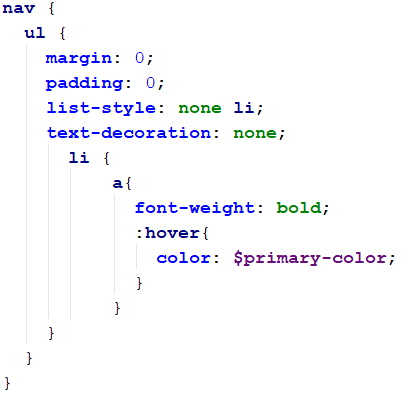 nav {
  ul {
    margin: 0;
    padding: 0;
    list-style: none li;
    text-decoration: none;
      li {
          a{
            font-weight: bold;
            :hover{
              color: $primary-color;
            }
          }
    }
  }
}